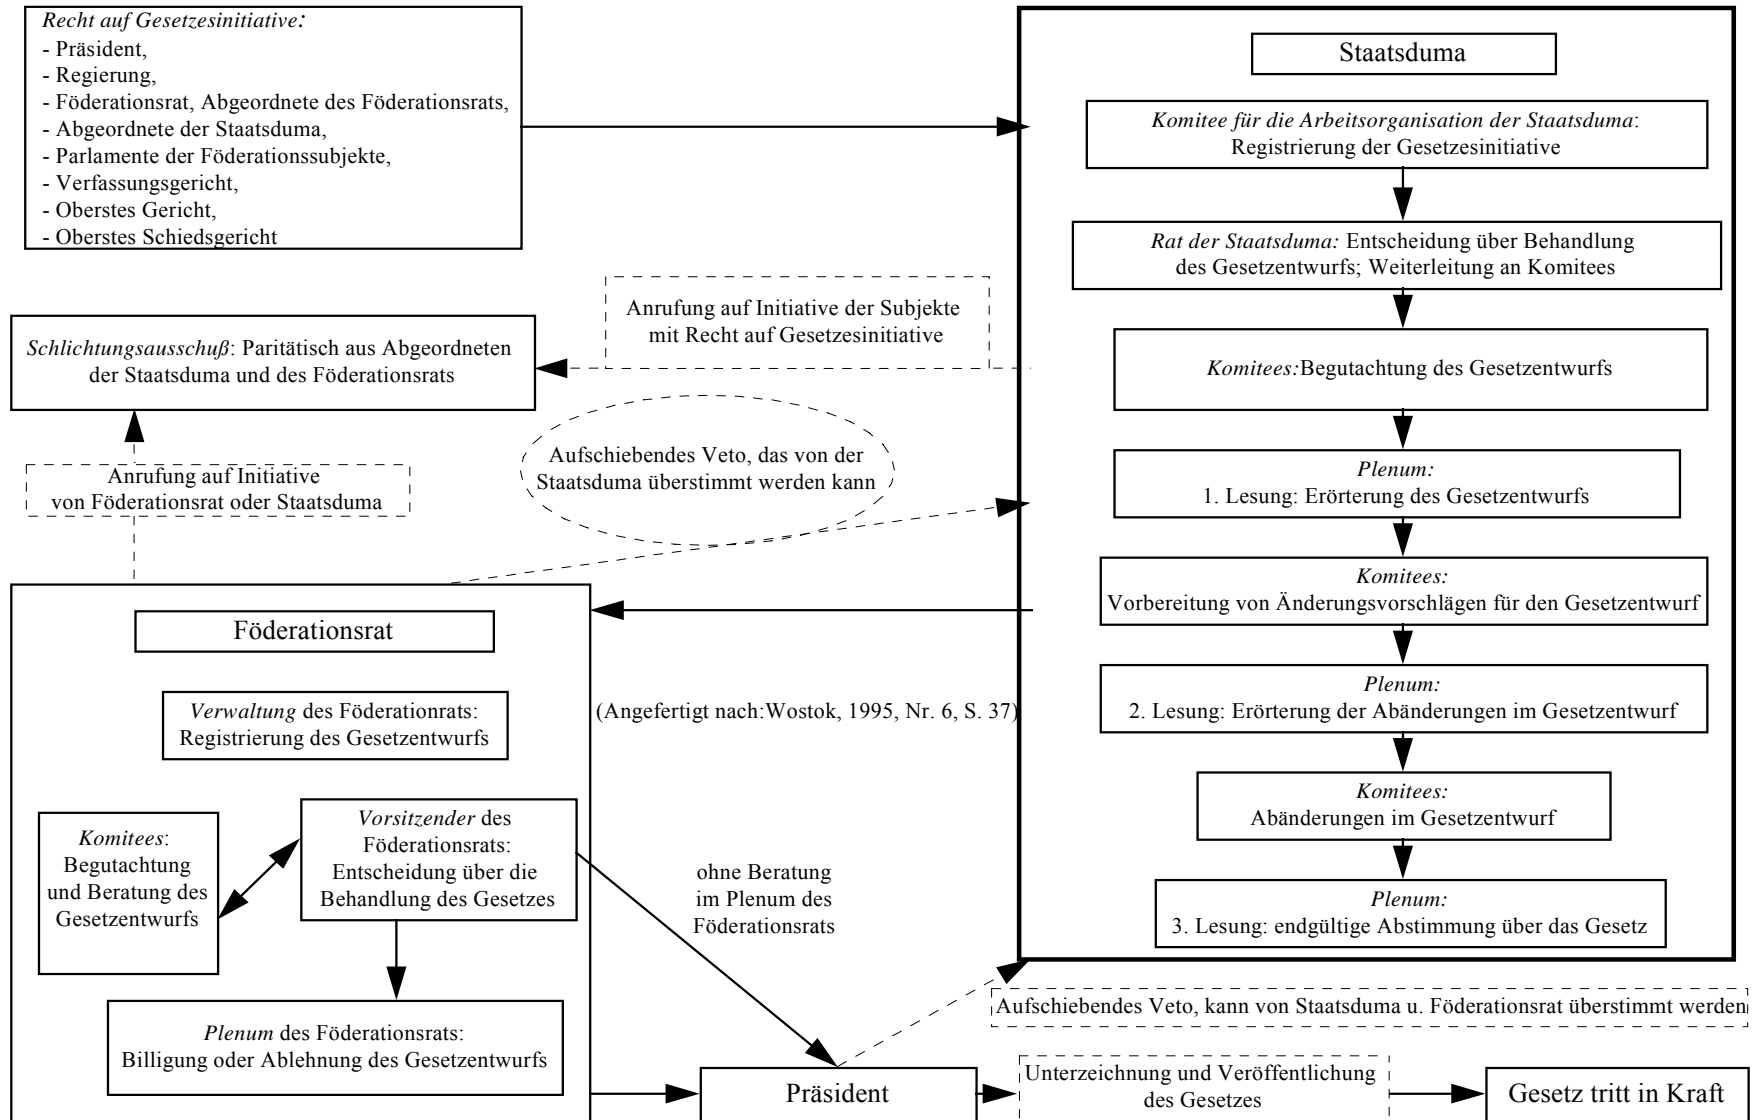 Recht auf Gesetzesinitiative:
- Präsident,
- Regierung,
- Föderationsrat, Abgeordnete des Föderationsrats,
- Abgeordnete der Staatsduma,
- Parlamente der Föderationssubjekte,
- Verfassungsgericht,
- Oberstes Gericht,
- Oberstes Schiedsgericht
Staatsduma
Komitee für die Arbeitsorganisation der Staatsduma:
Registrierung der Gesetzesinitiative
Rat der Staatsduma: Entscheidung über Behandlung
des Gesetzentwurfs; Weiterleitung an Komitees
Komitees:Begutachtung des Gesetzentwurfs
Plenum:
1. Lesung: Erörterung des Gesetzentwurfs
Komitees:
Vorbereitung von Änderungsvorschlägen für den Gesetzentwurf
Plenum:
2. Lesung: Erörterung der Abänderungen im Gesetzentwurf
Komitees:
Abänderungen im Gesetzentwurf
Plenum:
3. Lesung: endgültige Abstimmung über das Gesetz
Anrufung auf Initiative der Subjekte
mit Recht auf Gesetzesinitiative
Schlichtungsausschuß: Paritätisch aus Abgeordneten
der Staatsduma und des Föderationsrats
Aufschiebendes Veto, das von der
Staatsduma überstimmt werden kann
Anrufung auf Initiative
von Föderationsrat oder Staatsduma
Föderationsrat
Verwaltung des Föderationrats:
Registrierung des Gesetzentwurfs
(Angefertigt nach:Wostok, 1995, Nr. 6, S. 37)
Komitees:
Begutachtung
und Beratung des
Gesetzentwurfs
Vorsitzender des
Föderationsrats:
Entscheidung über die
Behandlung des Gesetzes
ohne Beratung
im Plenum des
Föderationsrats
Plenum des Föderationsrats:
Billigung oder Ablehnung des Gesetzentwurfs
Aufschiebendes Veto, kann von Staatsduma u. Föderationsrat überstimmt werden
Präsident
Unterzeichnung und Veröffentlichung
des Gesetzes
Gesetz tritt in Kraft